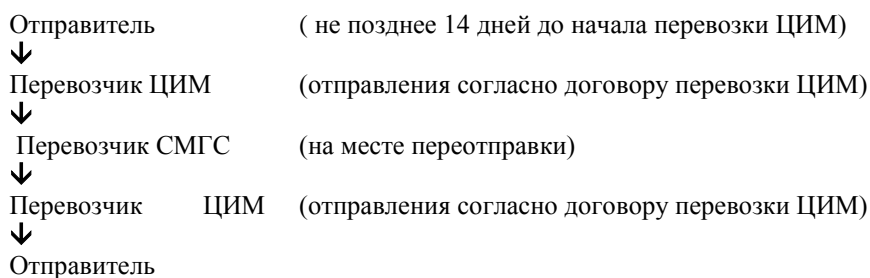 Отправитель ( не позднее 14 дней до начала перевозки ЦИМ)
↓
Перевозчик ЦИМ (отправления согласно договору перевозки ЦИМ)
↓
Перевозчик СМГС (на месте переотправки)
↓
Перевозчик ЦИМ (отправления согласно договору перевозки ЦИМ)
↓
Отправитель